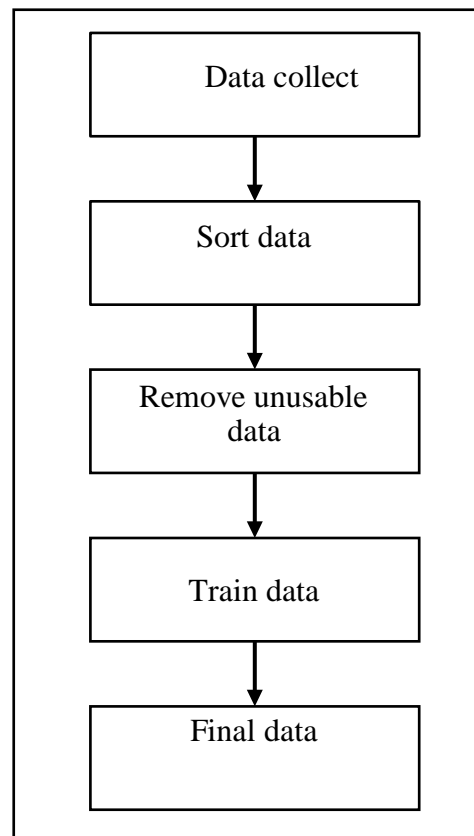 Data collect
Sort data
Remove unusable
data
Train data
Final data